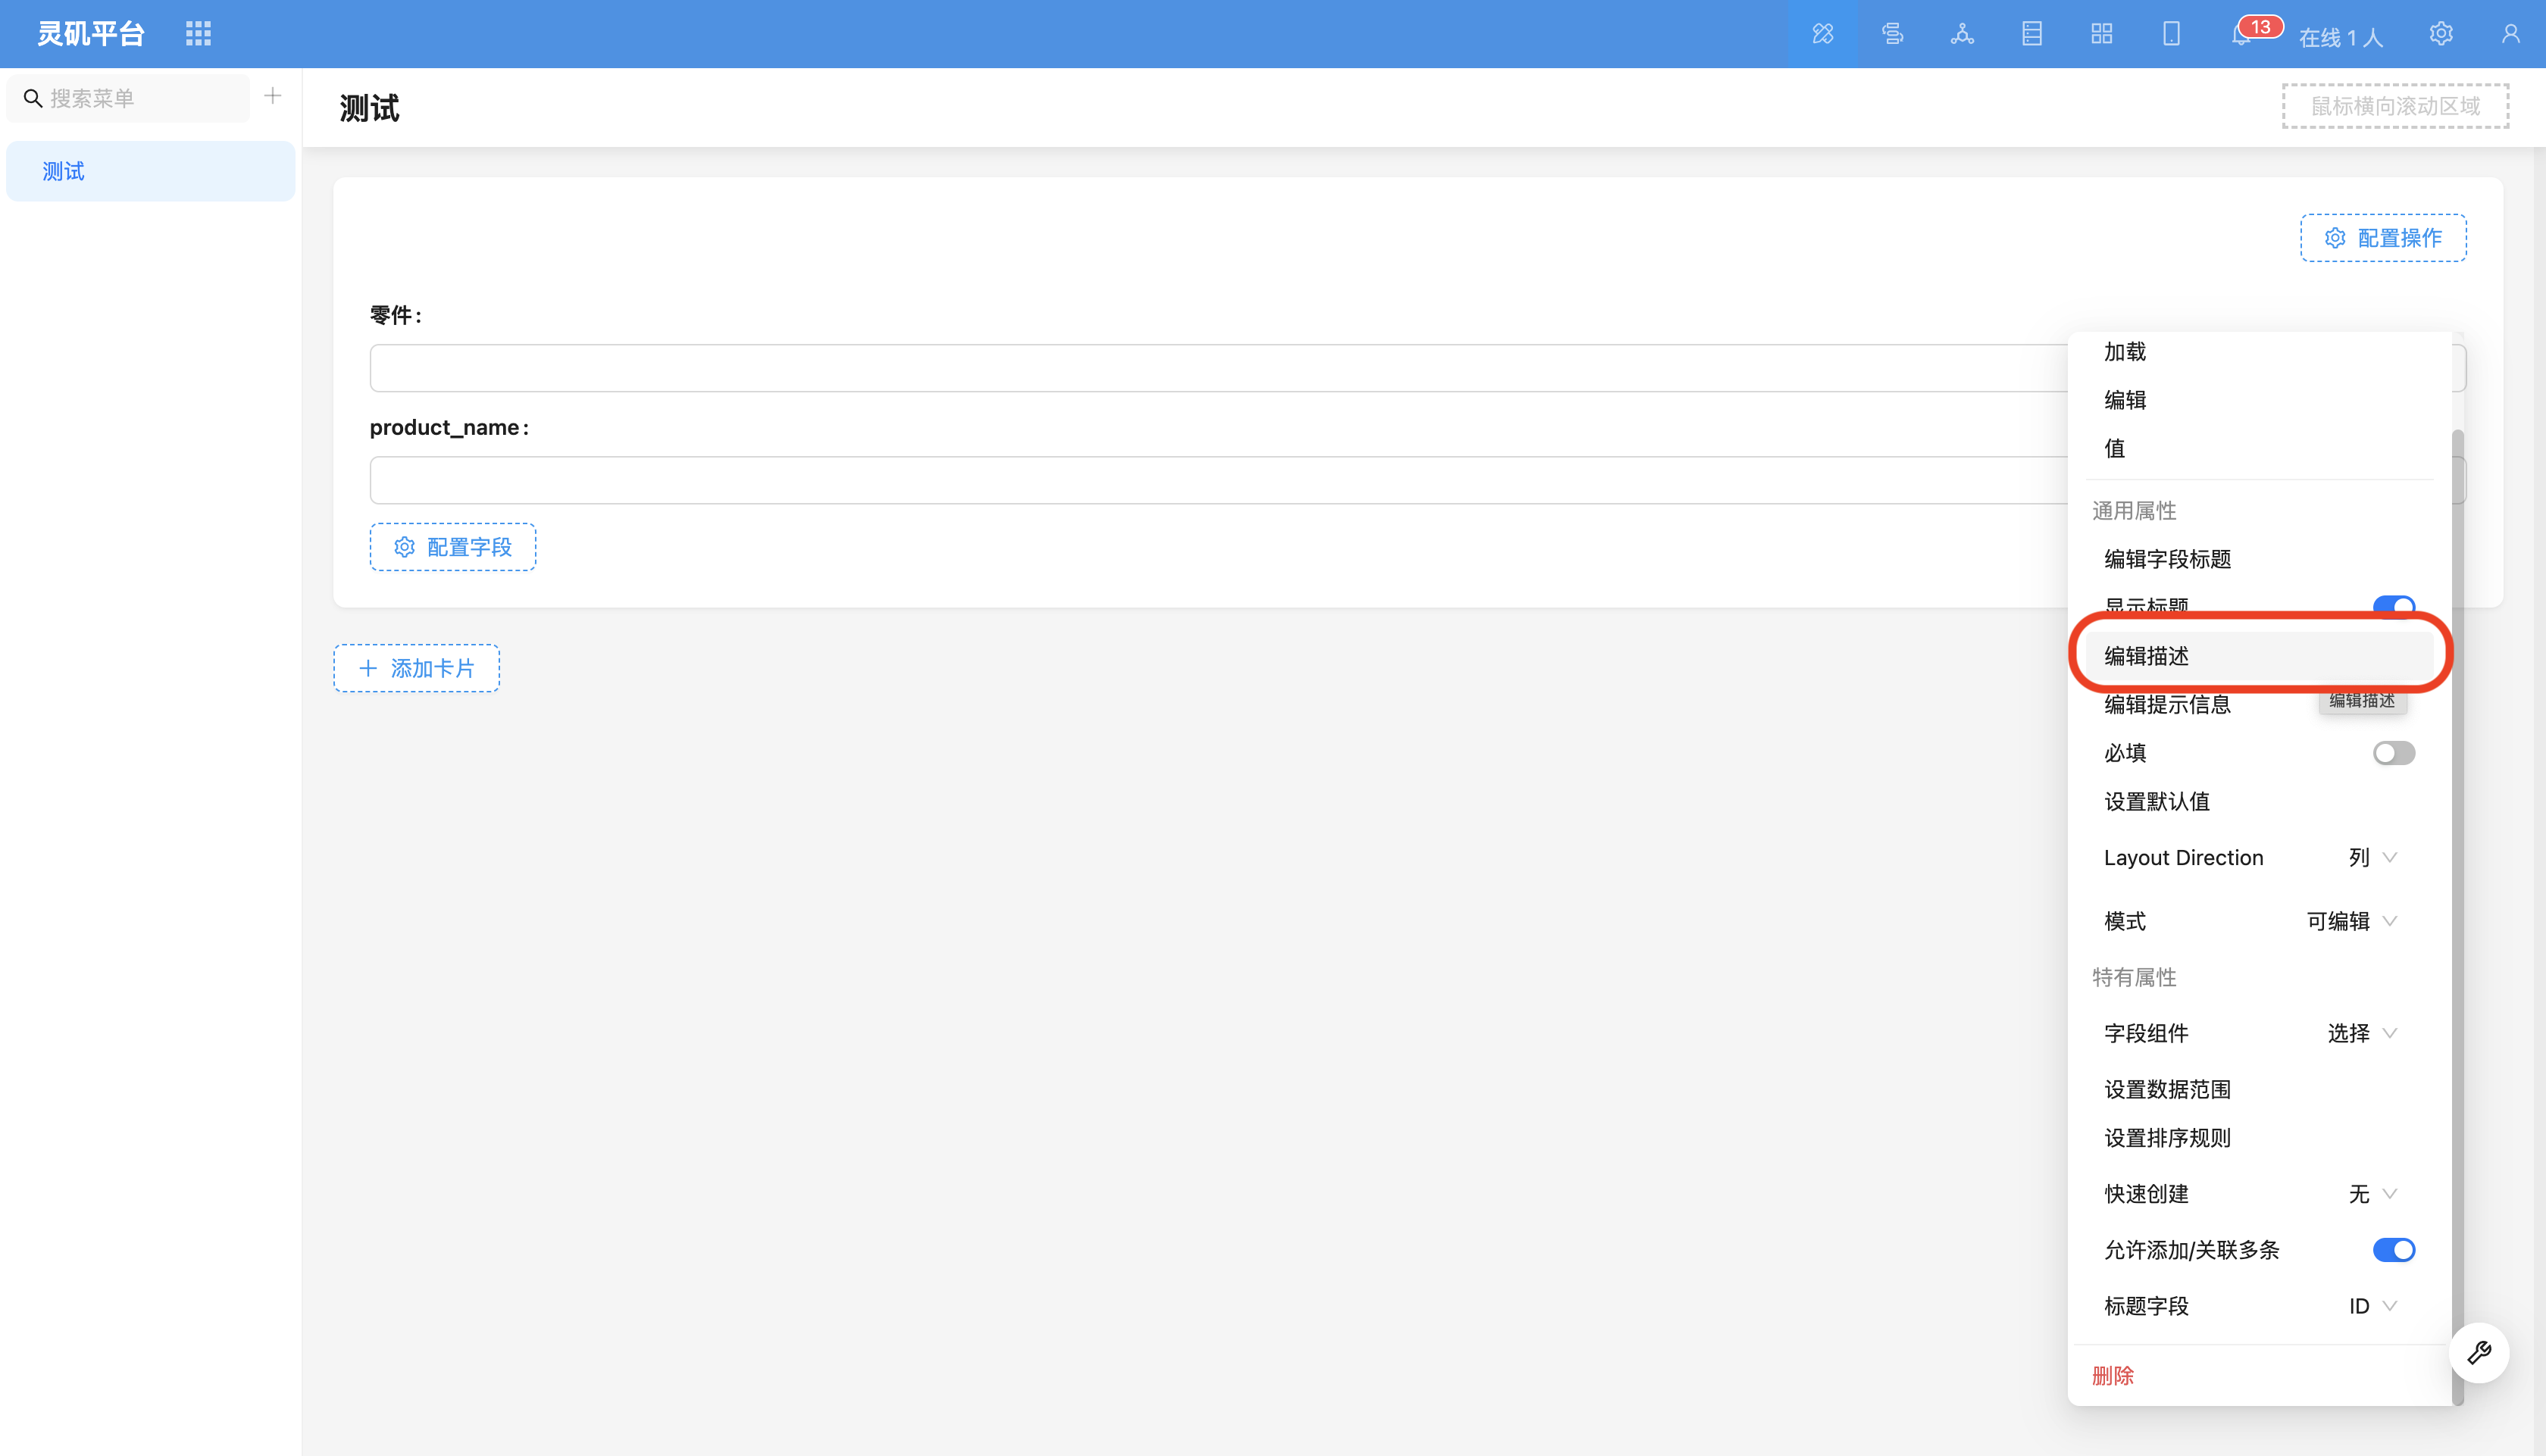 灵矶平台
13
在线 1 人
搜索菜单
测试
测试
鼠标横向滚动区域
配置操作
零件:
product_name:
配置字段
添加卡片
加载
编辑
值
通用属性
编辑字段标题
显示标题
编辑描述
编辑提示信息
编辑描述
必填
设置默认值
Layout Direction 列
模式 可编辑
特有属性
字段组件 选择
设置数据范围
设置排序规则
快速创建 无
允许添加/关联多条
标题字段 ID
删除